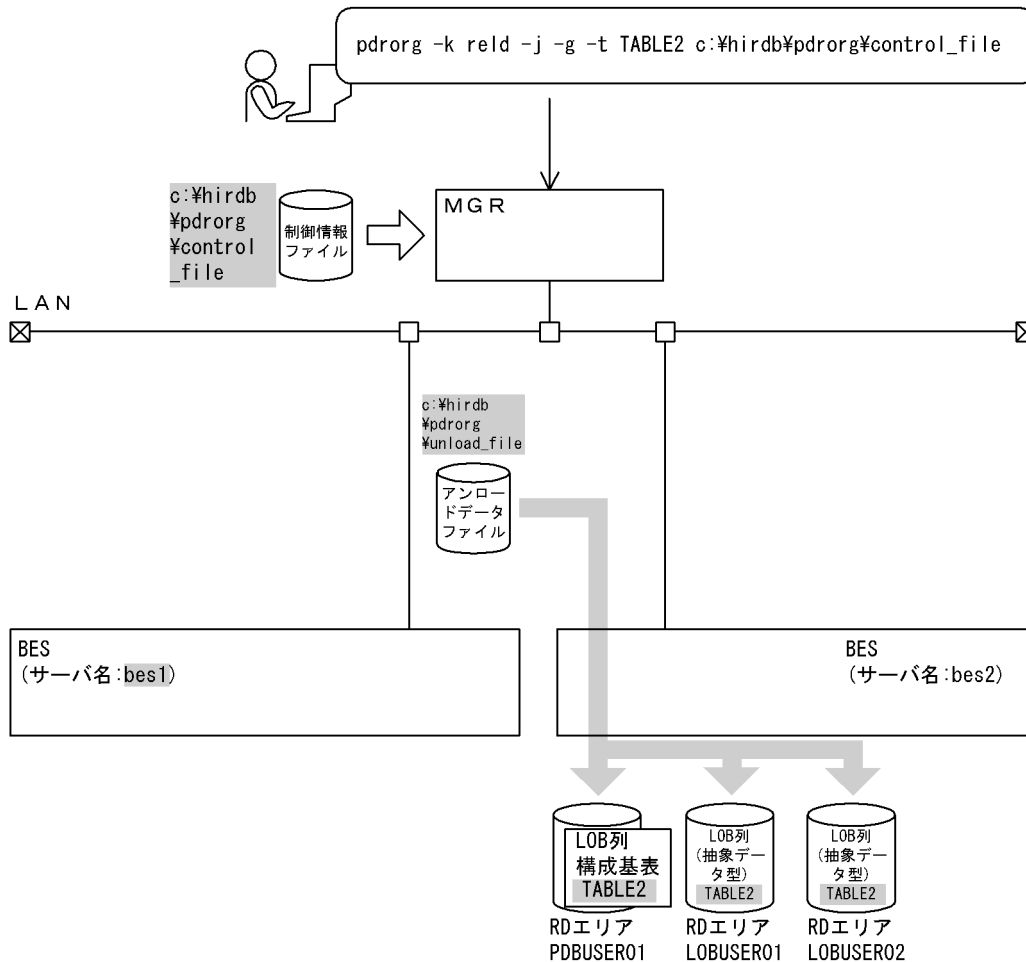 pdrorg -k reld -j -g -t TABLE2 c:¥hirdb¥pdrorg¥control_file
c:¥hirdb
¥pdrorg
¥control
_file
制御情報
ファイル
ＭＧＲ
ＬＡＮ
c:¥hirdb
¥pdrorg
¥unload_file
アンロー
ドデータ
ファイル
BES
(サーバ名:bes1)
BES
(サーバ名:bes2)
LOB列
構成基表
TABLE2
LOB列
(抽象デー
タ型)
TABLE2
LOB列
(抽象デー
タ型)
TABLE2
RDエリア
PDBUSER01
RDエリア
LOBUSER01
RDエリア
LOBUSER02